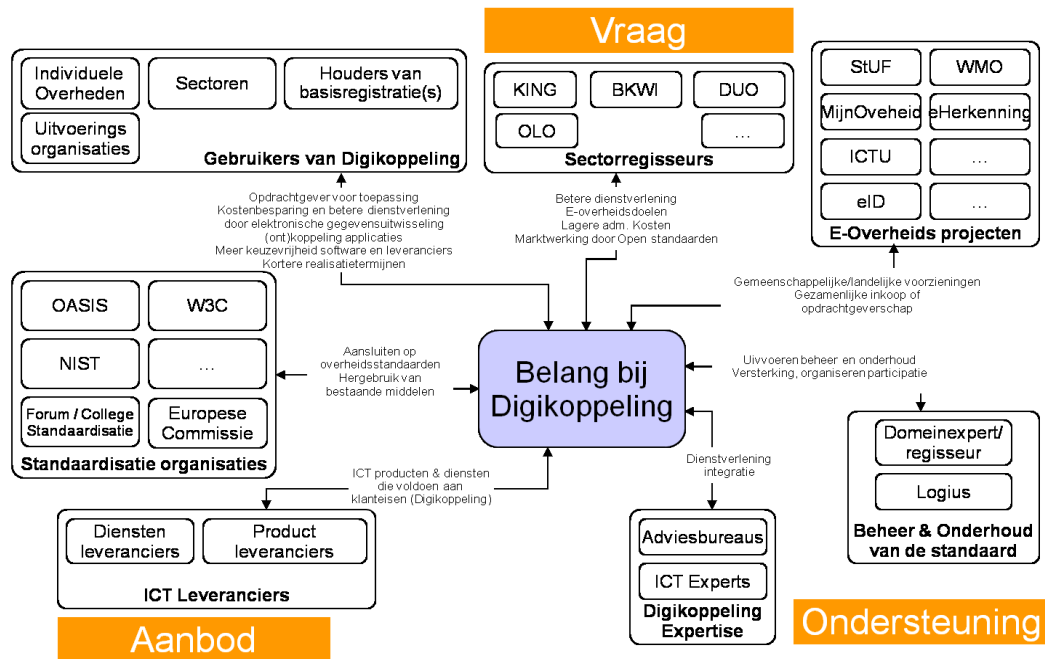 Vraag
Individuele
Overheden
Sectoren
Houders van
basisregistratie(s)
Uitvoerings
organisaties
Gebruikers van Digikoppeling
KING
BKWI
DUO
OLO
...
Sectorregisseurs
StUF
WMO
MijnOveheid
eHerkenning
ICTU
...
eID
...
E-Overheids projecten
Opdrachtgever voor toepassing
Kostenbesparing en betere dienstverlening
door elektronische gegevensuitwisseling
(ont)koppeling applicaties
Meer keuzevrijheid software en leveranciers
Kortere realisatietermijnen
Betere dienstverlening
E-overheidsdoelen
Lagere adm. Kosten
Marktwerking door Open standaarden
Gemeenschappelijke/landelijke voorzieningen
Gezamenlijke inkoop of
opdrachtgeverschap
OASIS
W3C
NIST
...
Forum / College
Standaardisatie
Europese
Commissie
Standaardisatie organisaties
Aansluiten op
overheidsstandaarden
Hergebruik van
bestaande middelen
Belang bij
Digikoppeling
Uivvoeren beheer en onderhoud
Versterking, organiseren participatie
Domeinexpert/
regisseur
Logius
Beheer & Onderhoud
van de standaard
ICT producten & diensten
die voldoen aan
klanteisen (Digikoppeling)
Dienstverlening
integratie
Diensten
leveranciers
Product
leveranciers
ICT Leveranciers
Adviesbureaus
ICT Experts
Digikoppeling
Expertise
Aanbod
Ondersteuning